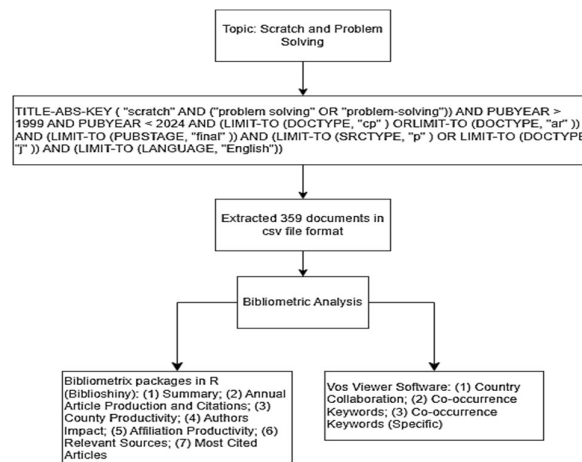 Topic: Scratch and Problem
Solving
TITLE-ABS-KEY ( "scratch" AND ("problem solving" OR "problem-solving")) AND PUBYEAR >
1999 AND PUBYEAR < 2024 AND (LIMIT-TO (DOCTYPE, "cp" ) ORLIMIT-TO (DOCTYPE, "ar" ))
AND (LIMIT-TO (PUBSTAGE, "final" )) AND (LIMIT-TO (SRCTYPE, "p" ) OR LIMIT-TO (DOCTYPE,
"j" )) AND (LIMIT-TO (LANGUAGE, "English"))
Extracted 359 documents in
csv file format
Bibliometric Analysis
Bibliometrix packages in R
(Biblioshiny): (1) Summary; (2) Annual
Article Production and Citations; (3)
County Productivity; (4) Authors
Impact; (5) Affiliation Productivity; (6)
Relevant Sources; (7) Most Cited
Articles
Vos Viewer Software: (1) Country
Collaboration; (2) Co-occurrence
Keywords; (3) Co-occurrence
Keywords (Specific)